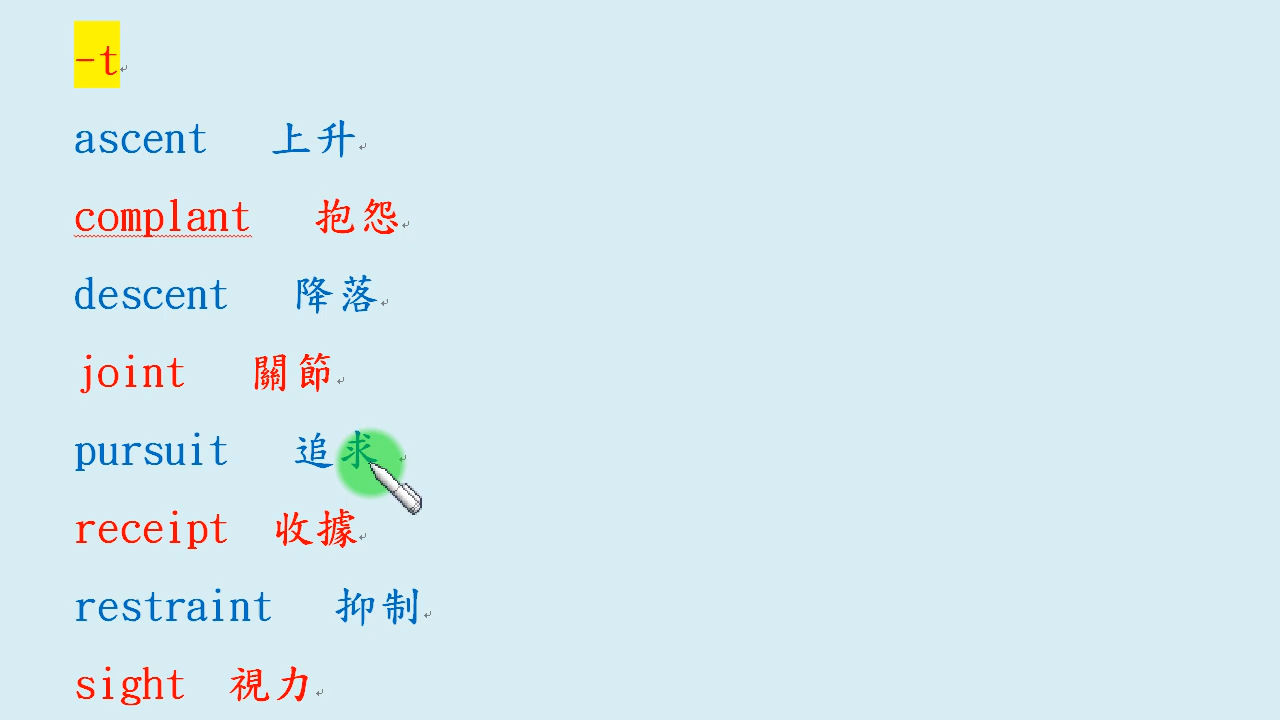 -t
ascent 上升
complant 抱怨
descent 降落
joint 關節
pursuit 追求
receipt 收據
restraint 抑制
sight 視力